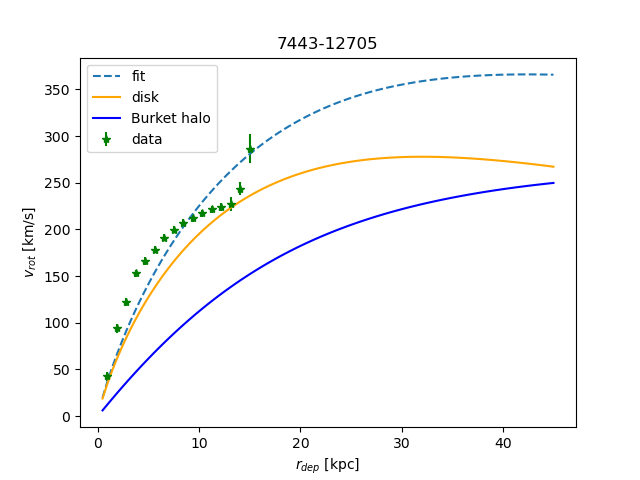 7443-12705
fit
disk
Burket halo
data
350
300
250
200
150
100
50
0
v_rot [km/s]
0 10 20 30 40
r_dep [kpc]